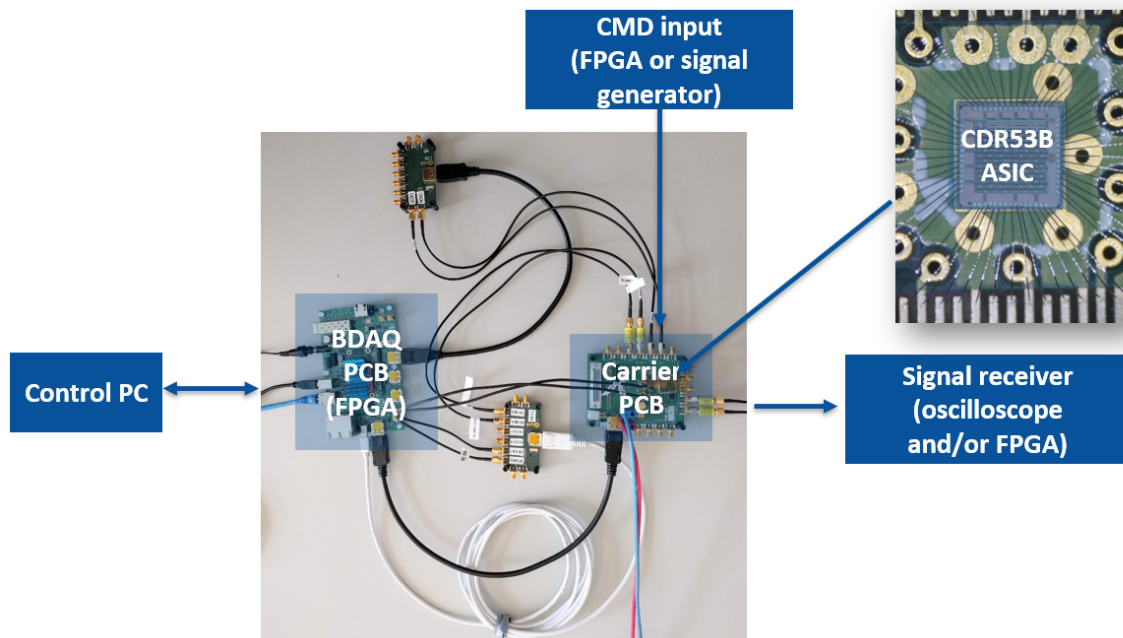 CMD input
(FPGA or signal
generator)
CDR53B
ASIC
BDAQ
PCB
(FPGA)
Carrier
PCB
Control PC
Signal receiver
(oscilloscope
and/or FPGA)